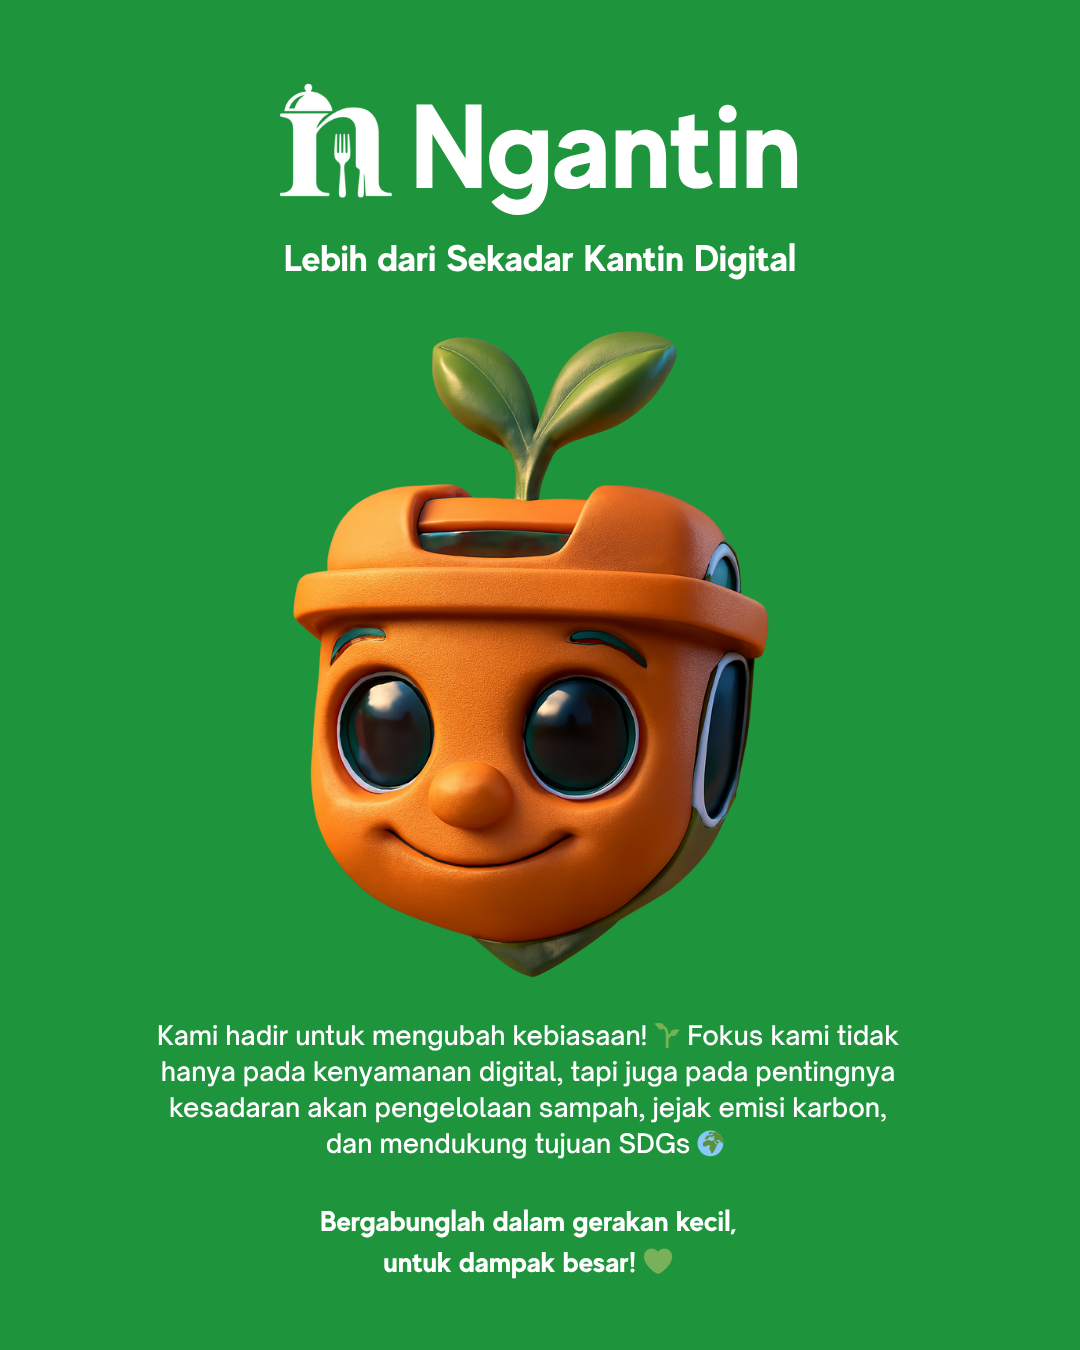 Ngantin
Lebih dari Sekadar Kantin Digital
Kami hadir untuk mengubah kebiasaan! 🌱 Fokus kami tidak
hanya pada kenyamanan digital, tapi juga pada pentingnya
kesadaran akan pengelolaan sampah, jejak emisi karbon,
dan mendukung tujuan SDGs 🌍
Bergabunglah dalam gerakan kecil,
untuk dampak besar! 💚